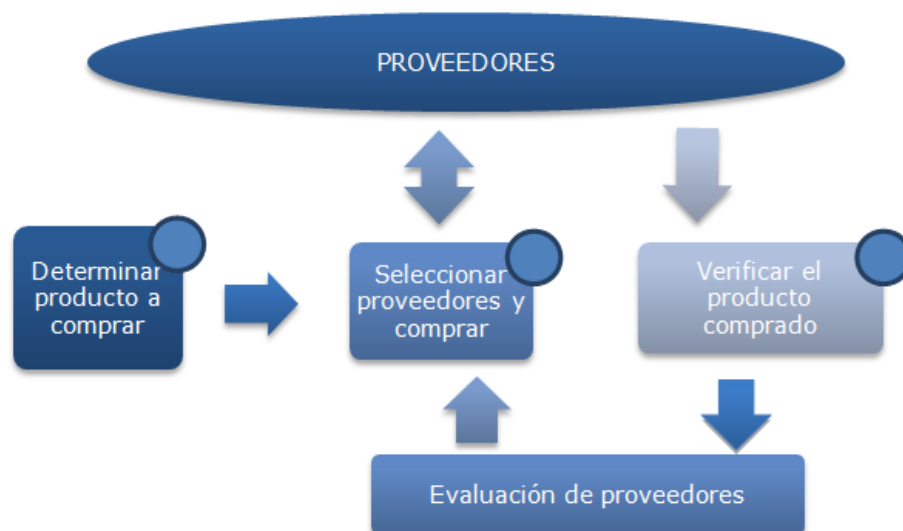 PROVEEDORES
Determinar
producto a
comprar
Seleccionar
proveedores y
comprar
Verificar el
producto
comprado
Evaluación de proveedores